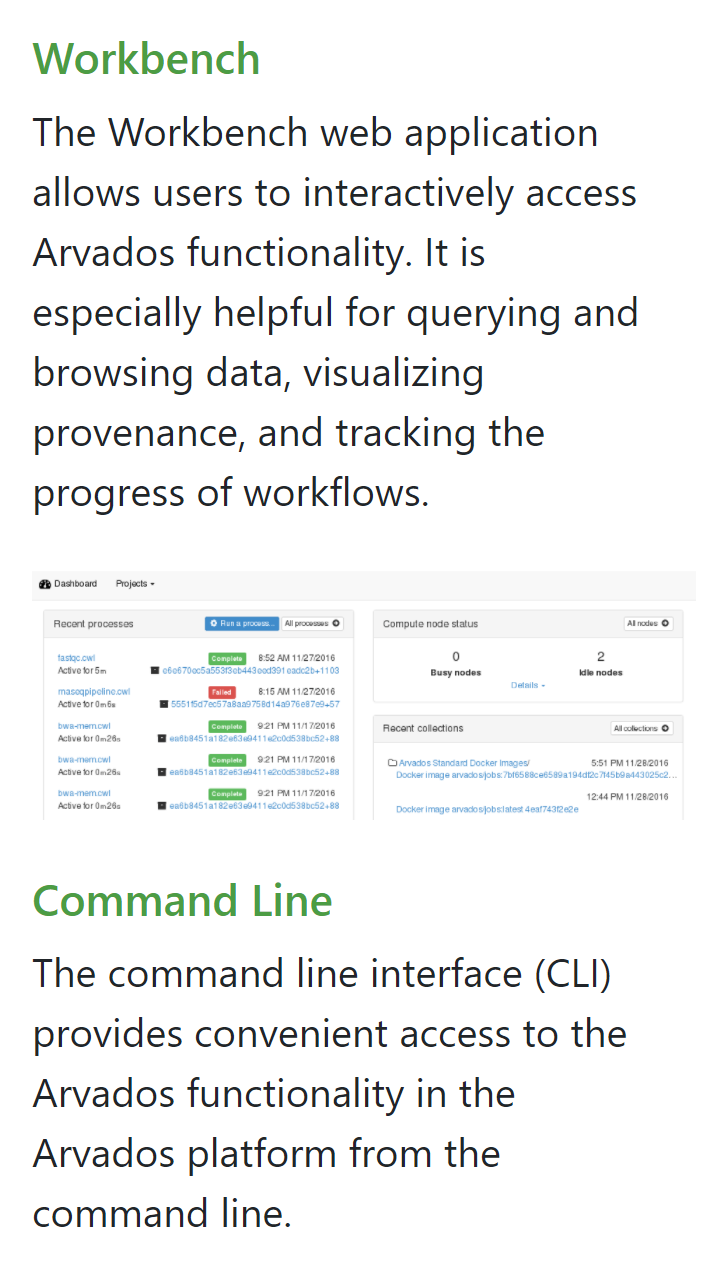 Workbench
The Workbench web application
allows users to interactively access
Arvados functionality. It is
especially helpful for querying and
browsing data, visualizing
provenance, and tracking the
progress of workflows.
Dashboard Projects
Recent processes Run a process... All processes
fastqc.cwl Complete 8:52 AM 11/27/2016
Active for 5m
rnaseqpipeline.cwl Failed 8:15 AM 11/27/2016
Active for 0m6s
bwa-mem.cwl Complete 9:21 PM 11/17/2016
Active for 0m26s ea6b8451a182e63e9411e2c0d538bc52+88
bwa-mem.cwl Complete 9:21 PM 11/17/2016
Active for 0m26s ea6b8451a182e63e9411e2c0d538bc52+88
bwa-mem.cwl Complete 9:21 PM 11/17/2016
Active for 0m26s ea6b8451a182e63e9411e2c0d538bc52+88
Compute node status All nodes
0 2
Busy nodes Idle nodes
Details
Recent collections All collections
Arvados Standard Docker Images/ 5:51 PM 11/28/2016
Docker image arvados/jobs:
12:44 PM 11/28/2016
Docker image arvados/jobs:latest 4eaf743f2e2e
Command Line
The command line interface (CLI)
provides convenient access to the
Arvados functionality in the
Arvados platform from the
command line.